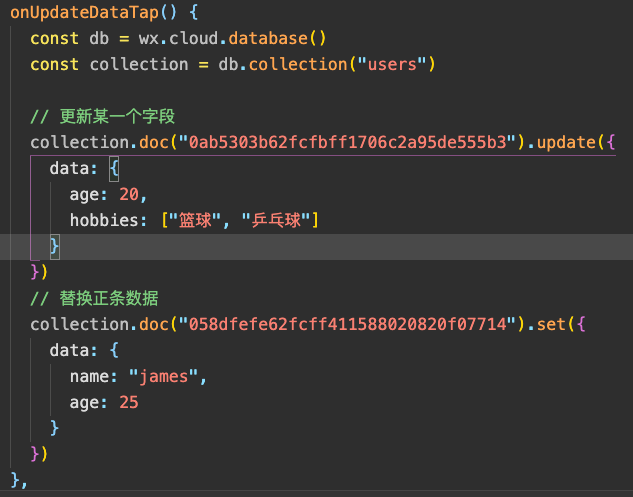 onUpdateDataTap() {
const db = wx.cloud.database()
const collection = db.collection("users")
// 更新某一个字段
collection.doc("0ab5303b62fcfbff1706c2a95de555b3").update({
data: {
age: 20,
hobbies: ["篮球", "乒乓球"]
}
})
// 替换正条数据
collection.doc("058dfefe62fcff411588020820f07714").set({
data: {
name: "james",
age: 25
}
})
},